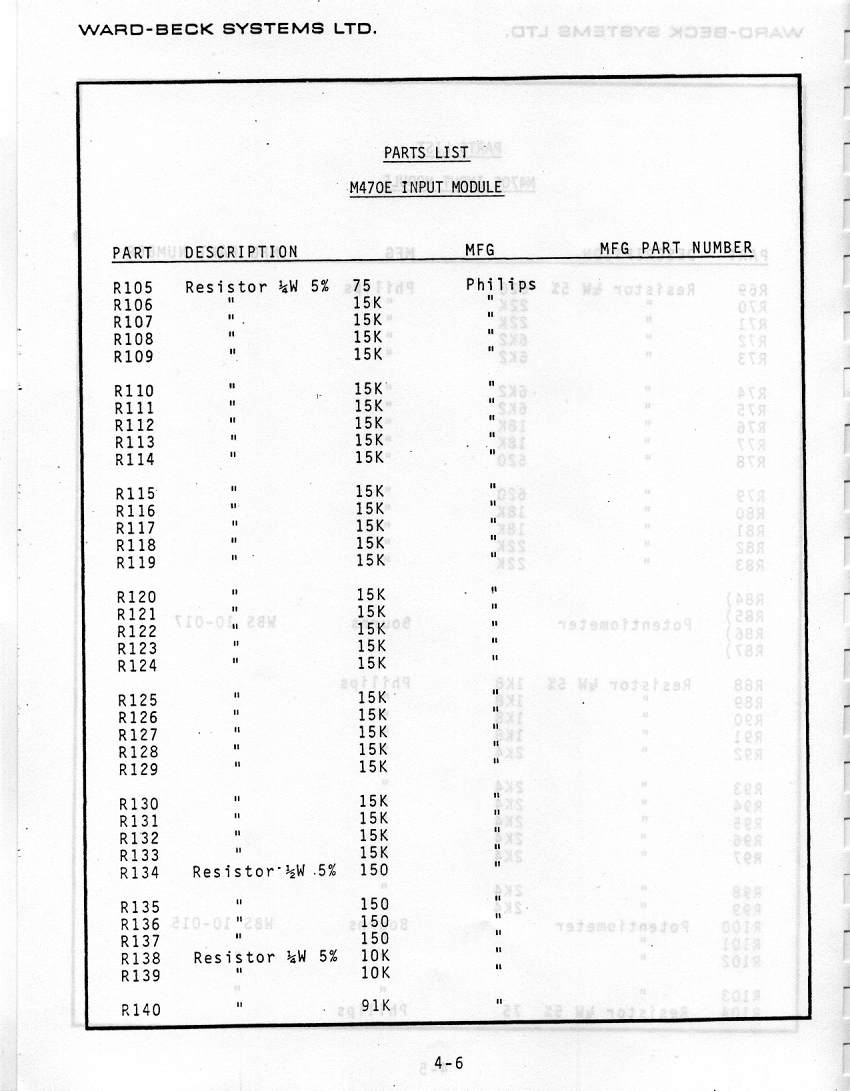 WARD-BECK SYSTEMS LTD.
PARTS LIST
M470E INPUT MODULE
PART DESCRIPTION MFG MFG PART NUMBER
R105 Resistor ¼W 5% 75 Philips
R106 " 15K "
R107 " 15K "
R108 " 15K "
R109 " 15K "
R110 " 15K "
R111 " 15K "
R112 " 15K "
R113 " 15K "
R114 " 15K "
R115 " 15K "
R116 " 15K "
R117 " 15K "
R118 " 15K "
R119 " 15K "
R120 " 15K "
R121 " 15K "
R122 " 15K "
R123 " 15K "
R124 " 15K "
R125 " 15K "
R126 " 15K "
R127 " 15K "
R128 " 15K "
R129 " 15K "
R130 " 15K "
R131 " 15K "
R132 " 15K "
R133 " 15K "
R134 Resistor ½W 5% 150 "
R135 " 150 "
R136 " 150 "
R137 " 150 "
R138 Resistor ¼W 5% 10K "
R139 " 10K "
R140 " 91K "
4-6